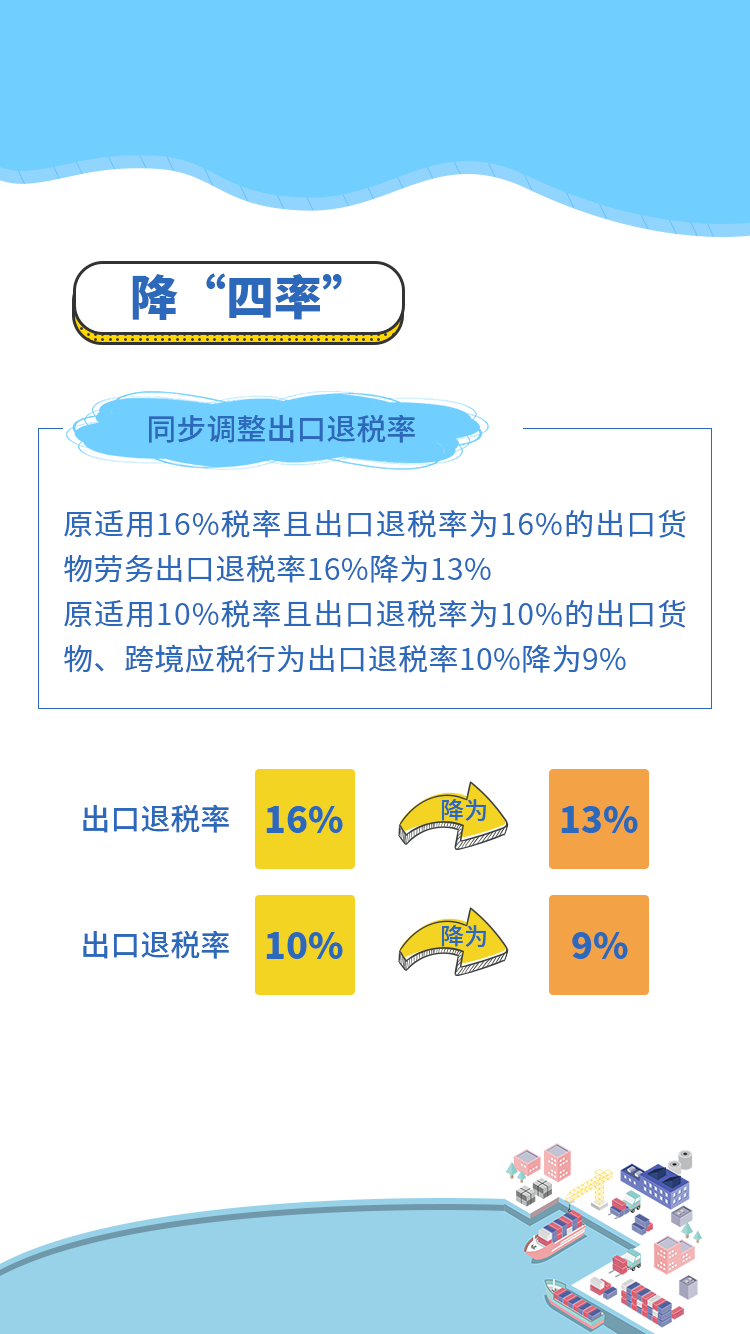 降“四率”
同步调整出口退税率
原适用16%税率且出口退税率为16%的出口货
物劳务出口退税率16%降为13%
原适用10%税率且出口退税率为10%的出口货
物、跨境应税行为出口退税率10%降为9%
出口退税率 16% 降为 13%
出口退税率 10% 降为 9%